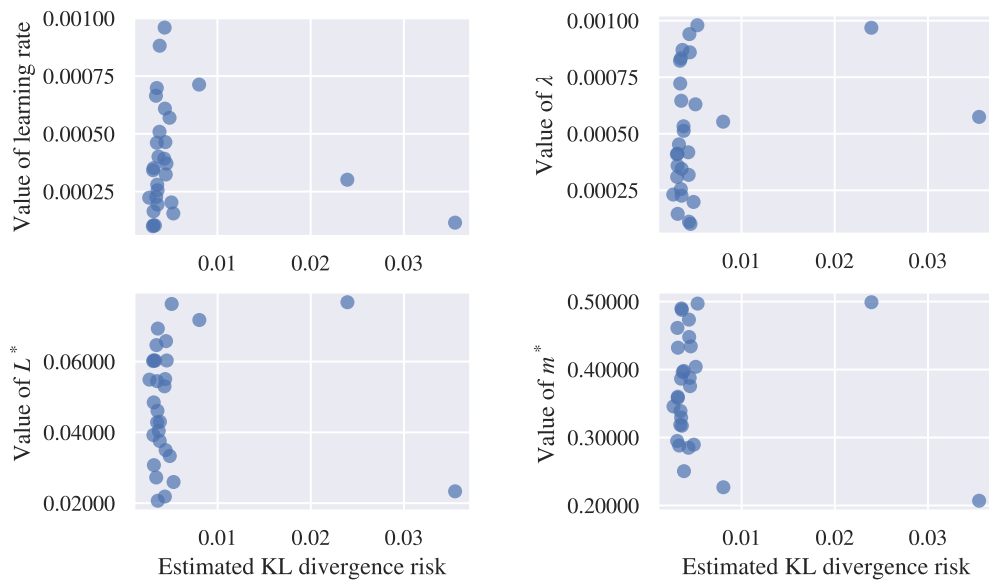 Value of learning rate
0.00100
0.00075
0.00050
0.00025
0.01 0.02 0.03
Value of λ
0.00100
0.00075
0.00050
0.00025
0.01 0.02 0.03
Value of L*
0.06000
0.04000
0.02000
0.01 0.02 0.03
Estimated KL divergence risk
Value of m*
0.50000
0.40000
0.30000
0.20000
0.01 0.02 0.03
Estimated KL divergence risk